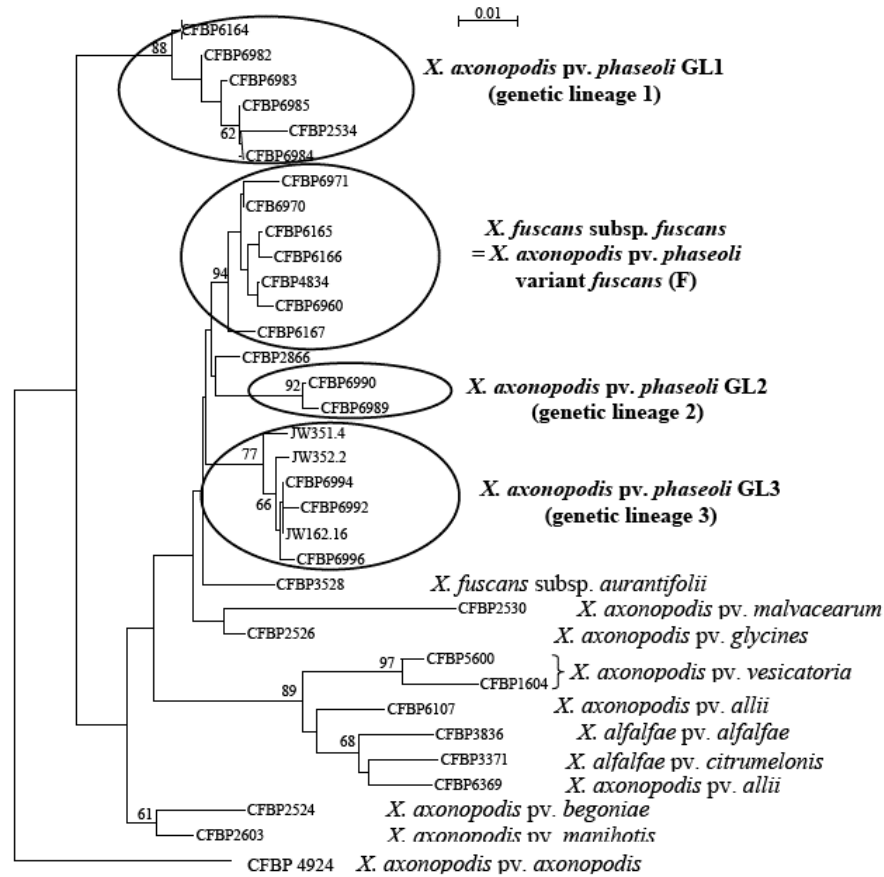 0.01
CFBP6164
88
CFBP6982
CFBP6983
CFBP6985
62
CFBP2534
CFBP6984
X. axonopodis pv. phaseoli GL1
(genetic lineage 1)
CFBP6971
CFB6970
CFBP6165
CFBP6166
94
CFBP4834
CFBP6960
CFBP6167
X. fuscans subsp. fuscans
= X. axonopodis pv. phaseoli
variant fuscans (F)
CFBP2866
92
CFBP6990
CFBP6989
X. axonopodis pv. phaseoli GL2
(genetic lineage 2)
JW351.4
77
JW352.2
CFBP6994
66
CFBP6992
JW162.16
CFBP6996
X. axonopodis pv. phaseoli GL3
(genetic lineage 3)
CFBP3528 X. fuscans subsp. aurantifolii
CFBP2530 X. axonopodis pv. malvacearum
CFBP2526 X. axonopodis pv. glycines
97
CFBP5600
CFBP1604
} X. axonopodis pv. vesicatoria
89
CFBP6107 X. axonopodis pv. allii
68
CFBP3836 X. alfalfae pv. alfalfae
CFBP3371 X. alfalfae pv. citrumelonis
CFBP6369 X. axonopodis pv. allii
61
CFBP2524 X. axonopodis pv. begoniae
CFBP2603 X. axonopodis pv. manihotis
CFBP 4924 X. axonopodis pv. axonopodis